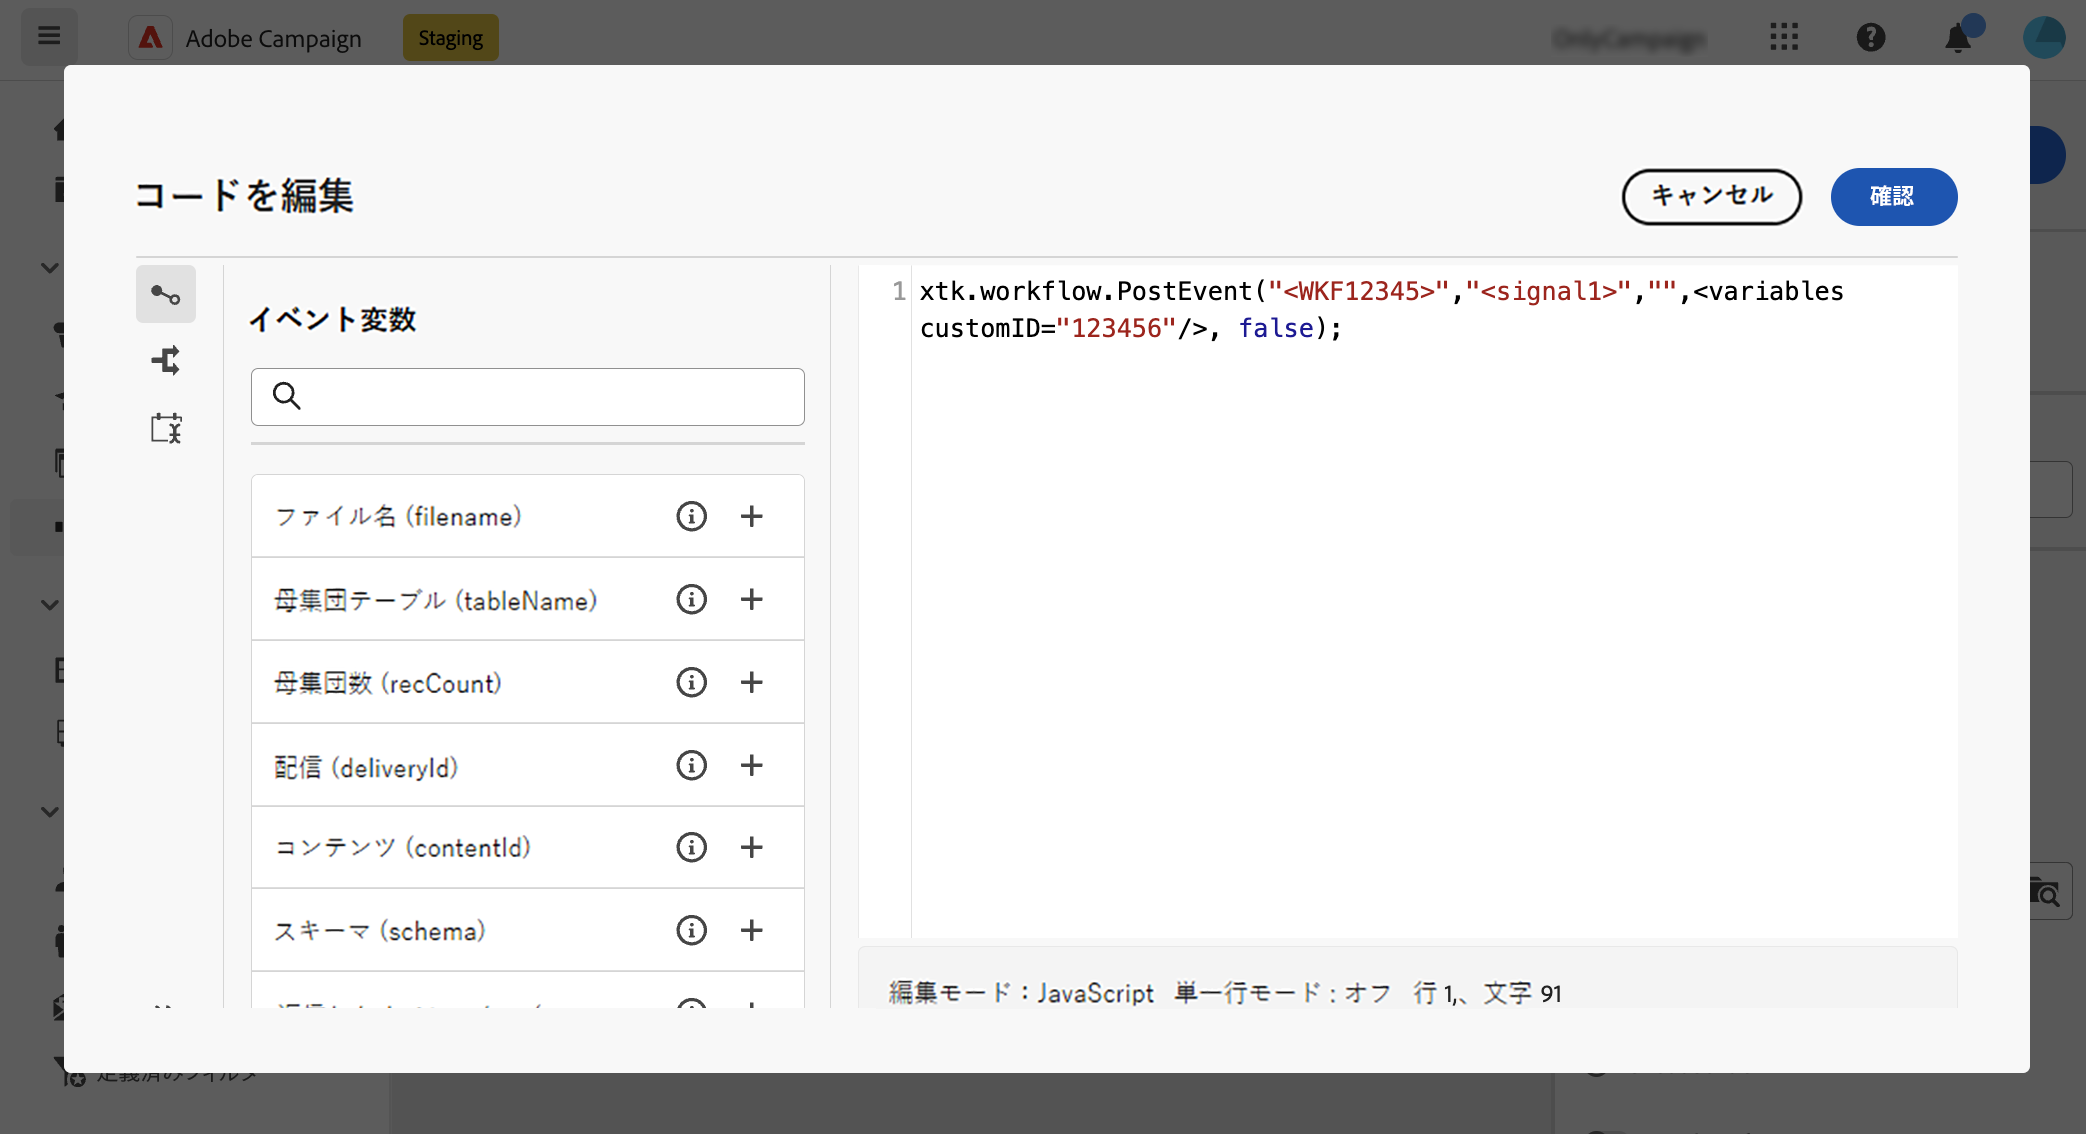 Adobe Campaign
Staging
コードを編集
キャンセル
確認
イベント変数
ファイル名 (filename)
母集団テーブル (tableName)
母集団数 (recCount)
配信 (deliveryId)
コンテンツ (contentId)
スキーマ (schema)
1
xtk.workflow.PostEvent("<WKF12345>","<signal1>","",<variables
customID="123456"/>, false);
編集モード：JavaScript 単一行モード : オフ 行 1,、文字 91